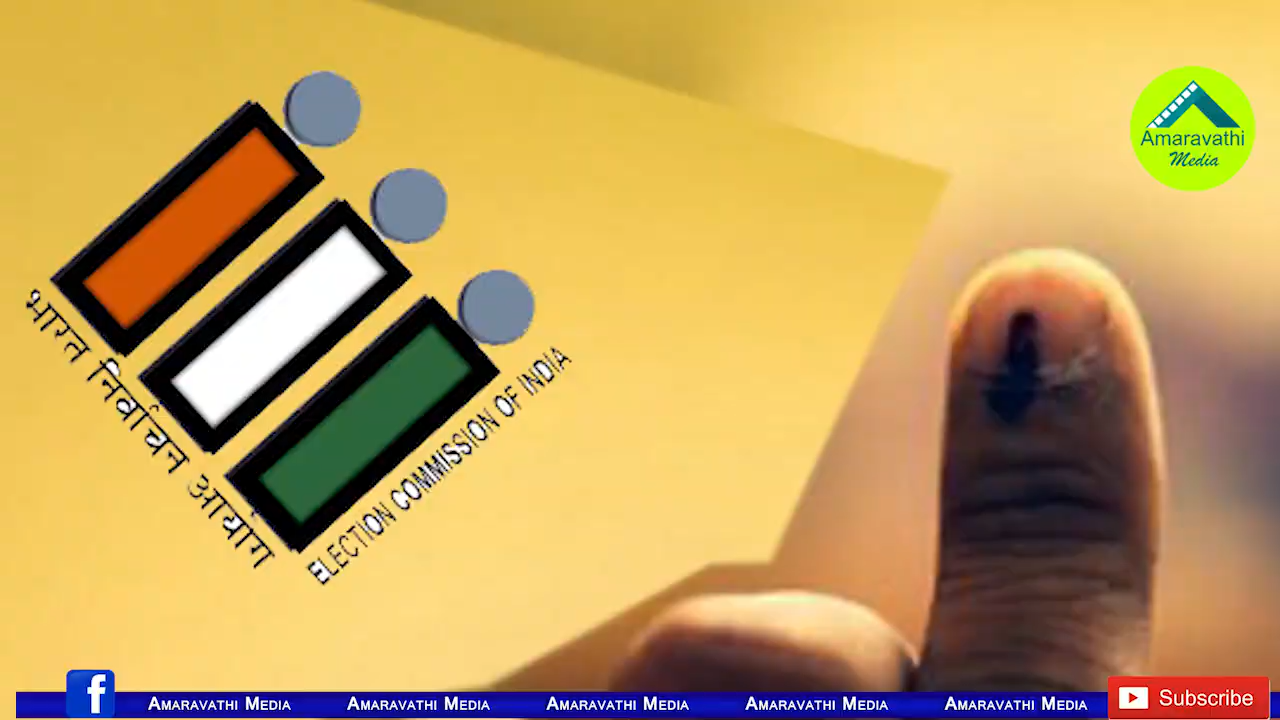 Amaravathi
Media
भारत निर्वाचन आयोग
ELECTION COMMISSION OF INDIA
f
AMARAVATHI MEDIA AMARAVATHI MEDIA AMARAVATHI MEDIA AMARAVATHI MEDIA AMARAVATHI MEDIA
Subscribe